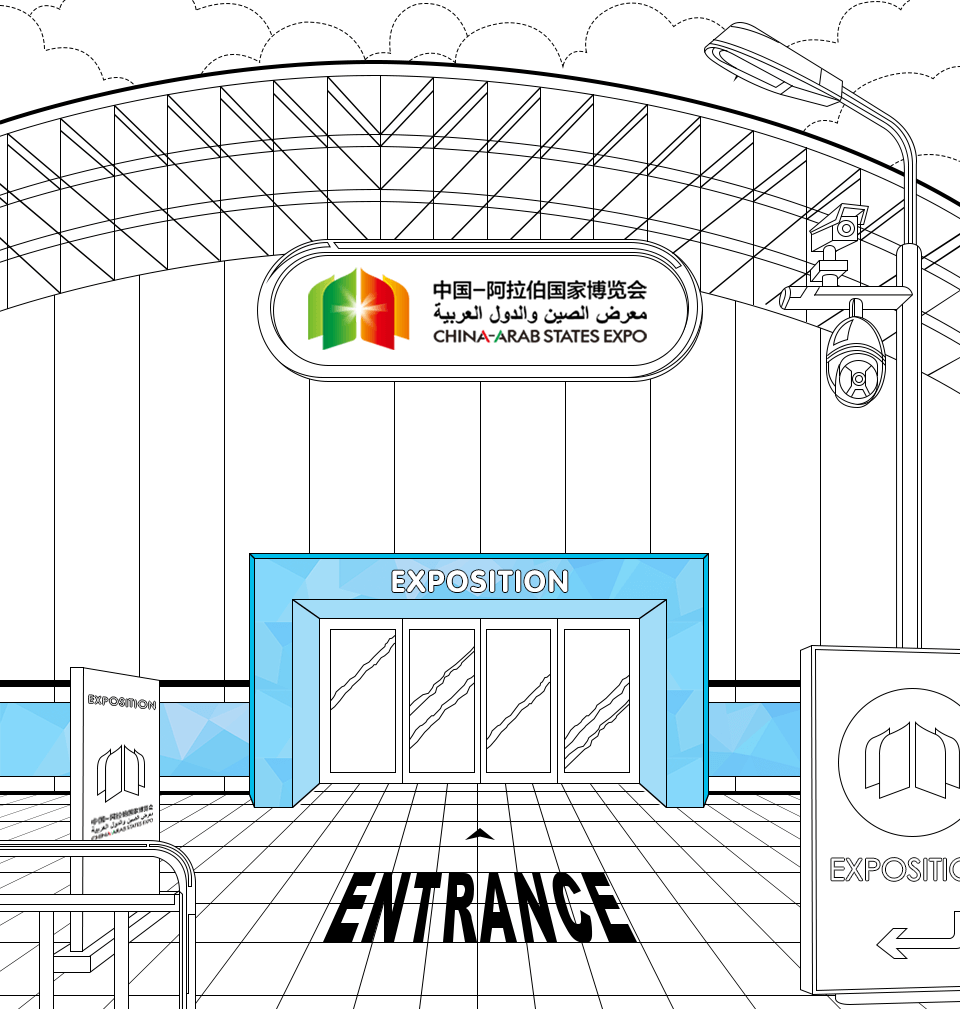 中国-阿拉伯国家博览会
معرض الصين والدول العربية
CHINA-ARAB STATES EXPO
EXPOSITION
EXPOSITION
中国-阿拉伯国家博览会
معرض الصين والدول العربية
CHINA-ARAB STATES EXPO
EXPOSITIO
ENTRANCE